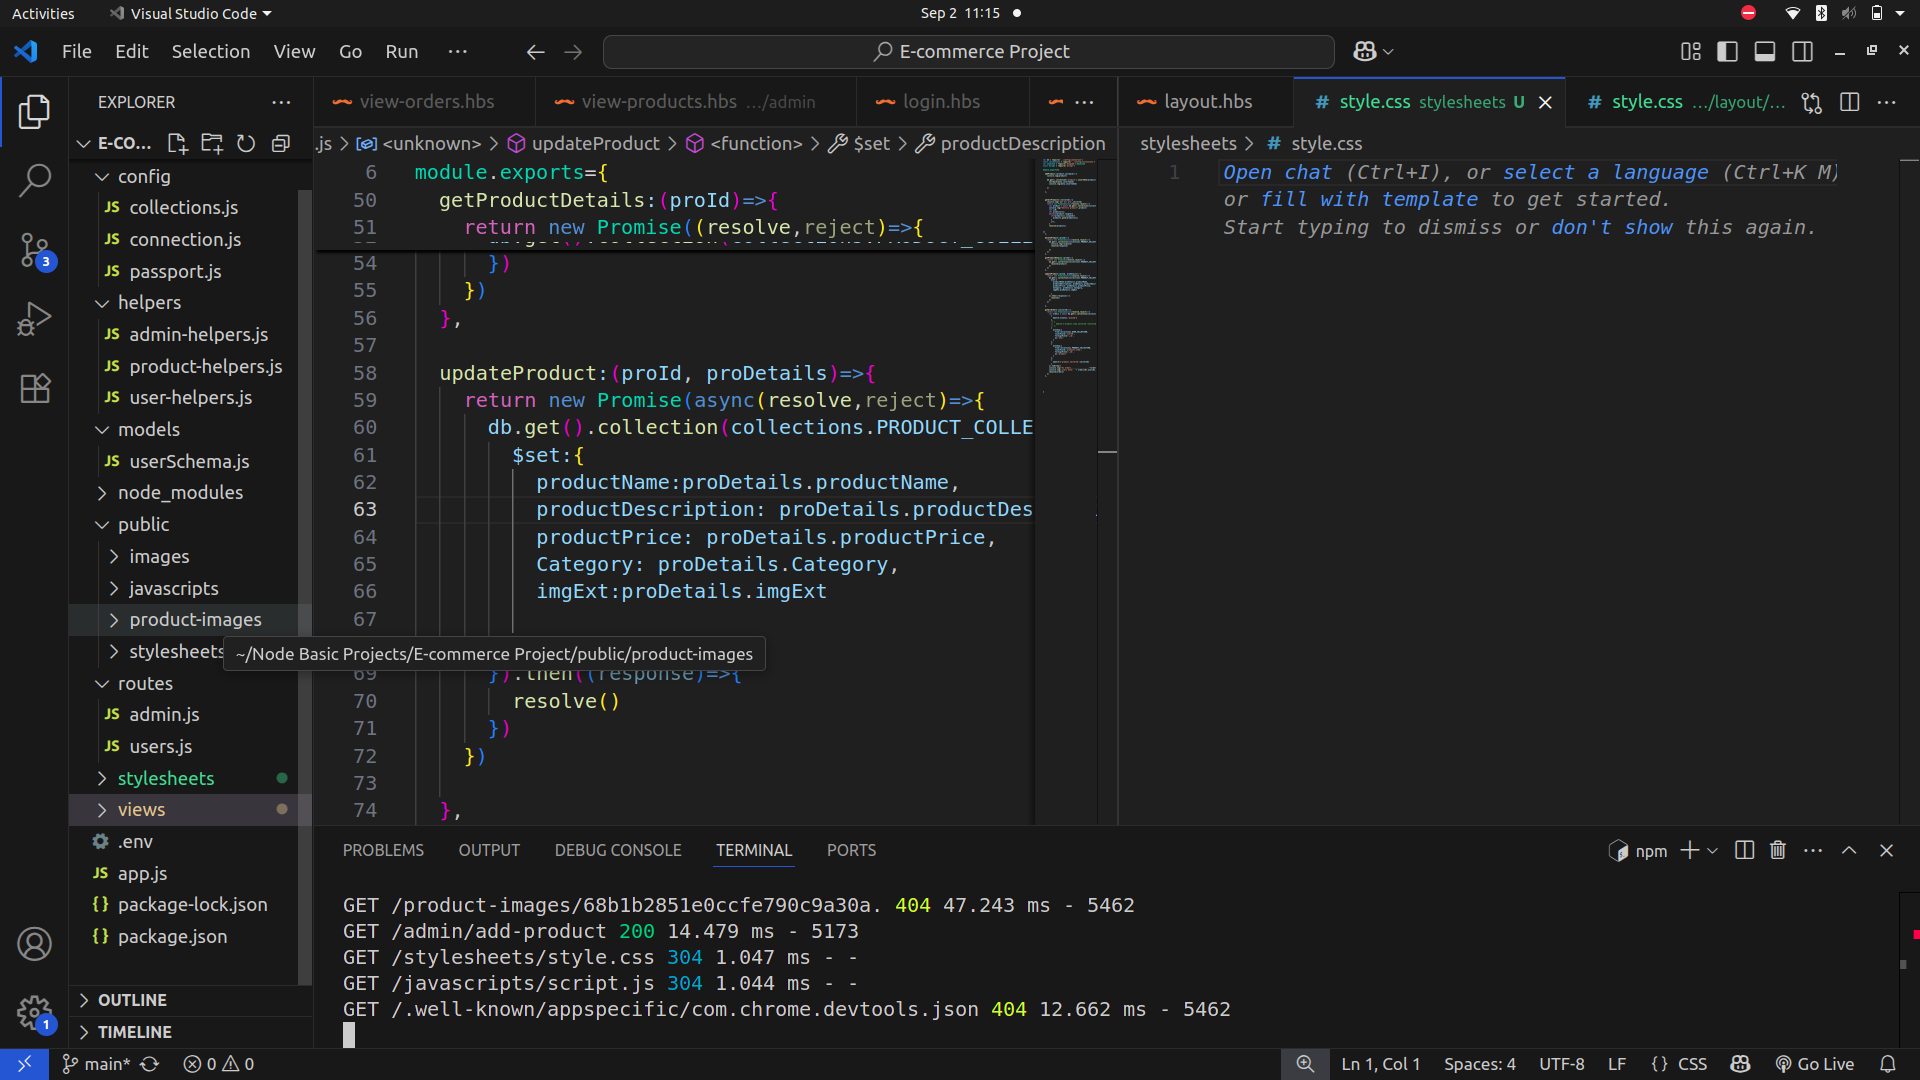 Activities
Visual Studio Code
Sep 2 11:15
File Edit Selection View Go Run ···
E-commerce Project
EXPLORER
E-CO...
config
JS collections.js
JS connection.js
JS passport.js
helpers
JS admin-helpers.js
JS product-helpers.js
JS user-helpers.js
models
JS userSchema.js
node_modules
public
images
javascripts
product-images
stylesheets
routes
JS admin.js
JS users.js
stylesheets
views
.env
JS app.js
{} package-lock.json
{} package.json
OUTLINE
TIMELINE
3
1
view-orders.hbs
view-products.hbs .../admin
login.hbs
.js > <unknown> > updateProduct > <function> > $set > productDescription
6 module.exports={
50 getProductDetails:(proId)=>{
51 return new Promise((resolve,reject)=>{
54 })
55 })
56 },
57
58 updateProduct:(proId, proDetails)=>{
59 return new Promise(async(resolve,reject)=>{
60 db.get().collection(collections.PRODUCT_COLLE
61 $set:{
62 productName:proDetails.productName,
63 productDescription: proDetails.productDes
64 productPrice: proDetails.productPrice,
65 Category: proDetails.Category,
66 imgExt:proDetails.imgExt
67
~/Node Basic Projects/E-commerce Project/public/product-images
69 }).then((response)=>{
70 resolve()
71 })
72 })
73
74 },
layout.hbs
# style.css stylesheets U
# style.css .../layout/...
stylesheets > # style.css
1 Open chat (Ctrl+I), or select a language (Ctrl+K M)
or fill with template to get started.
Start typing to dismiss or don't show this again.
PROBLEMS OUTPUT DEBUG CONSOLE TERMINAL PORTS
npm
GET /product-images/68b1b2851e0ccfe790c9a30a. 404 47.243 ms - 5462
GET /admin/add-product 200 14.479 ms - 5173
GET /stylesheets/style.css 304 1.047 ms - -
GET /javascripts/script.js 304 1.044 ms - -
GET /.well-known/appspecific/com.chrome.devtools.json 404 12.662 ms - 5462
main* 0 0
Ln 1, Col 1 Spaces: 4 UTF-8 LF {} CSS Go Live